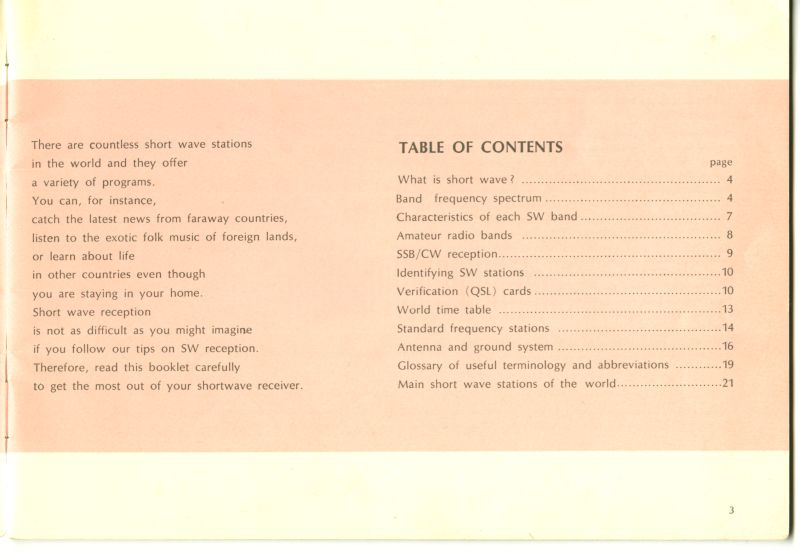 There are countless short wave stations
in the world and they offer
a variety of programs.
You can, for instance,
catch the latest news from faraway countries,
listen to the exotic folk music of foreign lands,
or learn about life
in other countries even though
you are staying in your home.
Short wave reception
is not as difficult as you might imagine
if you follow our tips on SW reception.
Therefore, read this booklet carefully
to get the most out of your shortwave receiver.
TABLE OF CONTENTS
page
What is short wave? ........................................................ 4
Band frequency spectrum .................................................. 4
Characteristics of each SW band ........................................ 7
Amateur radio bands ........................................................ 8
SSB/CW reception............................................................. 9
Identifying SW stations .....................................................10
Verification (QSL) cards .....................................................10
World time table ...............................................................13
Standard frequency stations ..............................................14
Antenna and ground system ..............................................16
Glossary of useful terminology and abbreviations ............19
Main short wave stations of the world...........................21
3